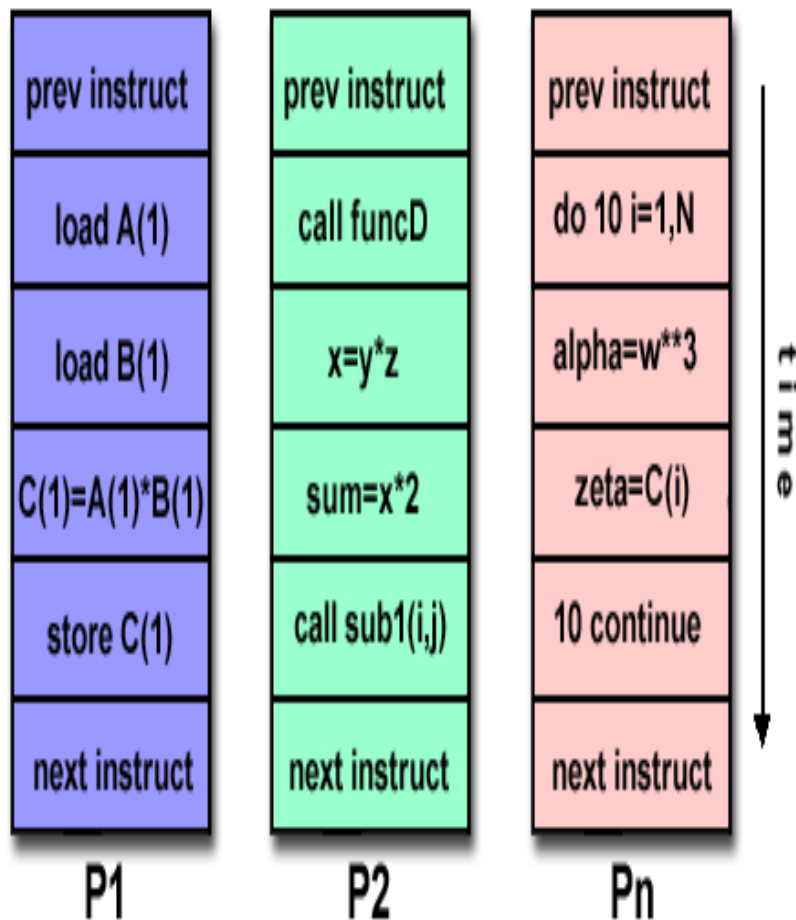 prev instruct
load A(1)
load B(1)
C(1)=A(1)*B(1)
store C(1)
next instruct
P1
prev instruct
call funcD
x=y*z
sum=x*2
call sub1(i,j)
next instruct
P2
prev instruct
do 10 i=1,N
alpha=w**3
zeta=C(i)
10 continue
next instruct
Pn
time